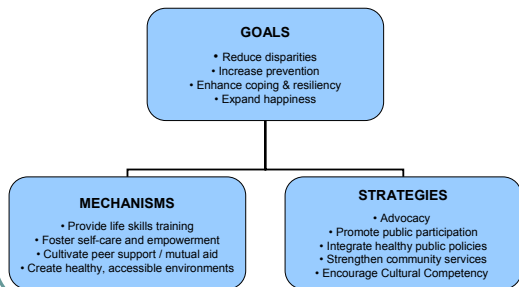 GOALS
• Reduce disparities
• Increase prevention
• Enhance coping & resiliency
• Expand happiness
MECHANISMS
• Provide life skills training
• Foster self-care and empowerment
• Cultivate peer support / mutual aid
• Create healthy, accessible environments
STRATEGIES
• Advocacy
• Promote public participation
• Integrate healthy public policies
• Strengthen community services
• Encourage Cultural Competency